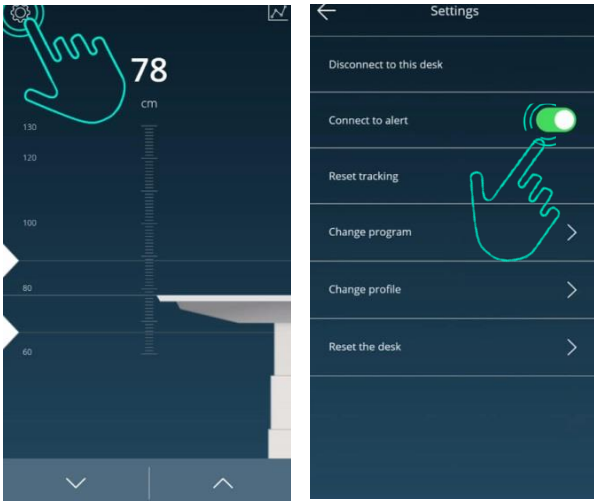 78
cm
130
120
100
80
60
Settings
Disconnect to this desk
Connect to alert
Reset tracking
Change program
Change profile
Reset the desk